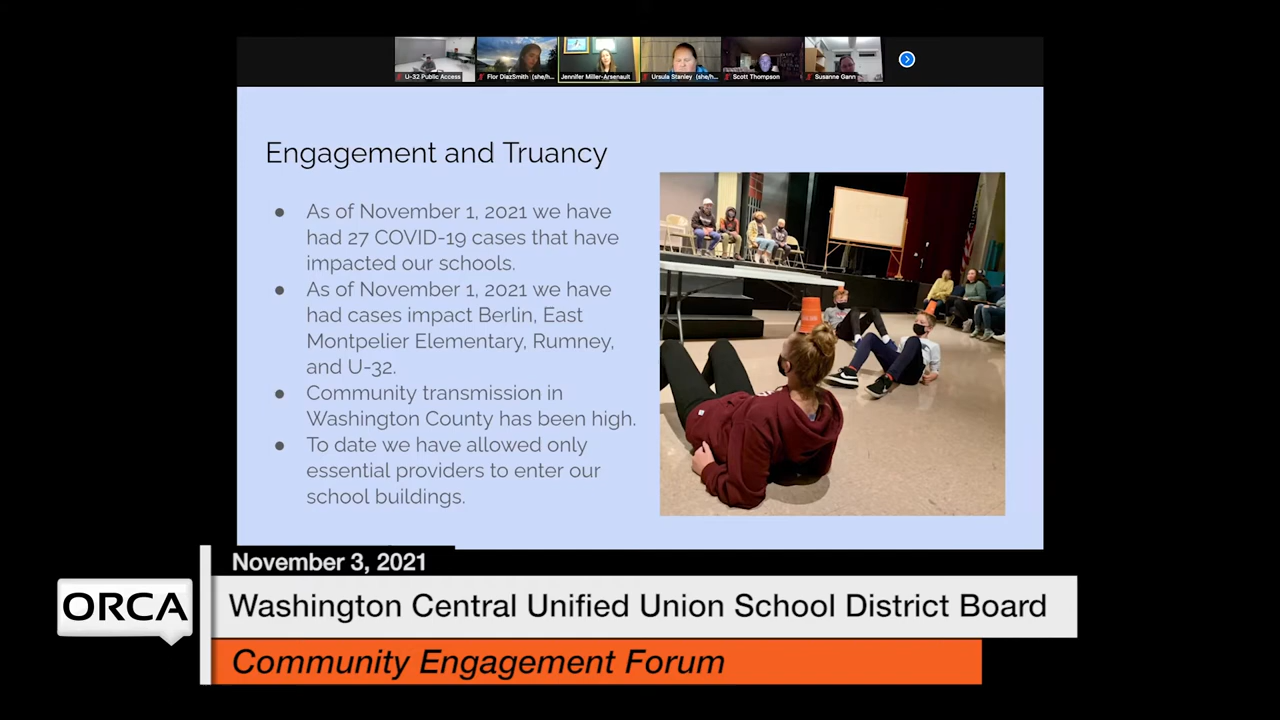 U-32 Public Access
Flor DiazSmith (she/h...
Jennifer Miller-Arsenault
Ursula Stanley (she/h...
Scott Thompson
Susanne Gann
Engagement and Truancy
● As of November 1, 2021 we have
had 27 COVID-19 cases that have
impacted our schools.
● As of November 1, 2021 we have
had cases impact Berlin, East
Montpelier Elementary, Rumney,
and U-32.
● Community transmission in
Washington County has been high.
● To date we have allowed only
essential providers to enter our
school buildings.
November 3, 2021
ORCA
Washington Central Unified Union School District Board
Community Engagement Forum